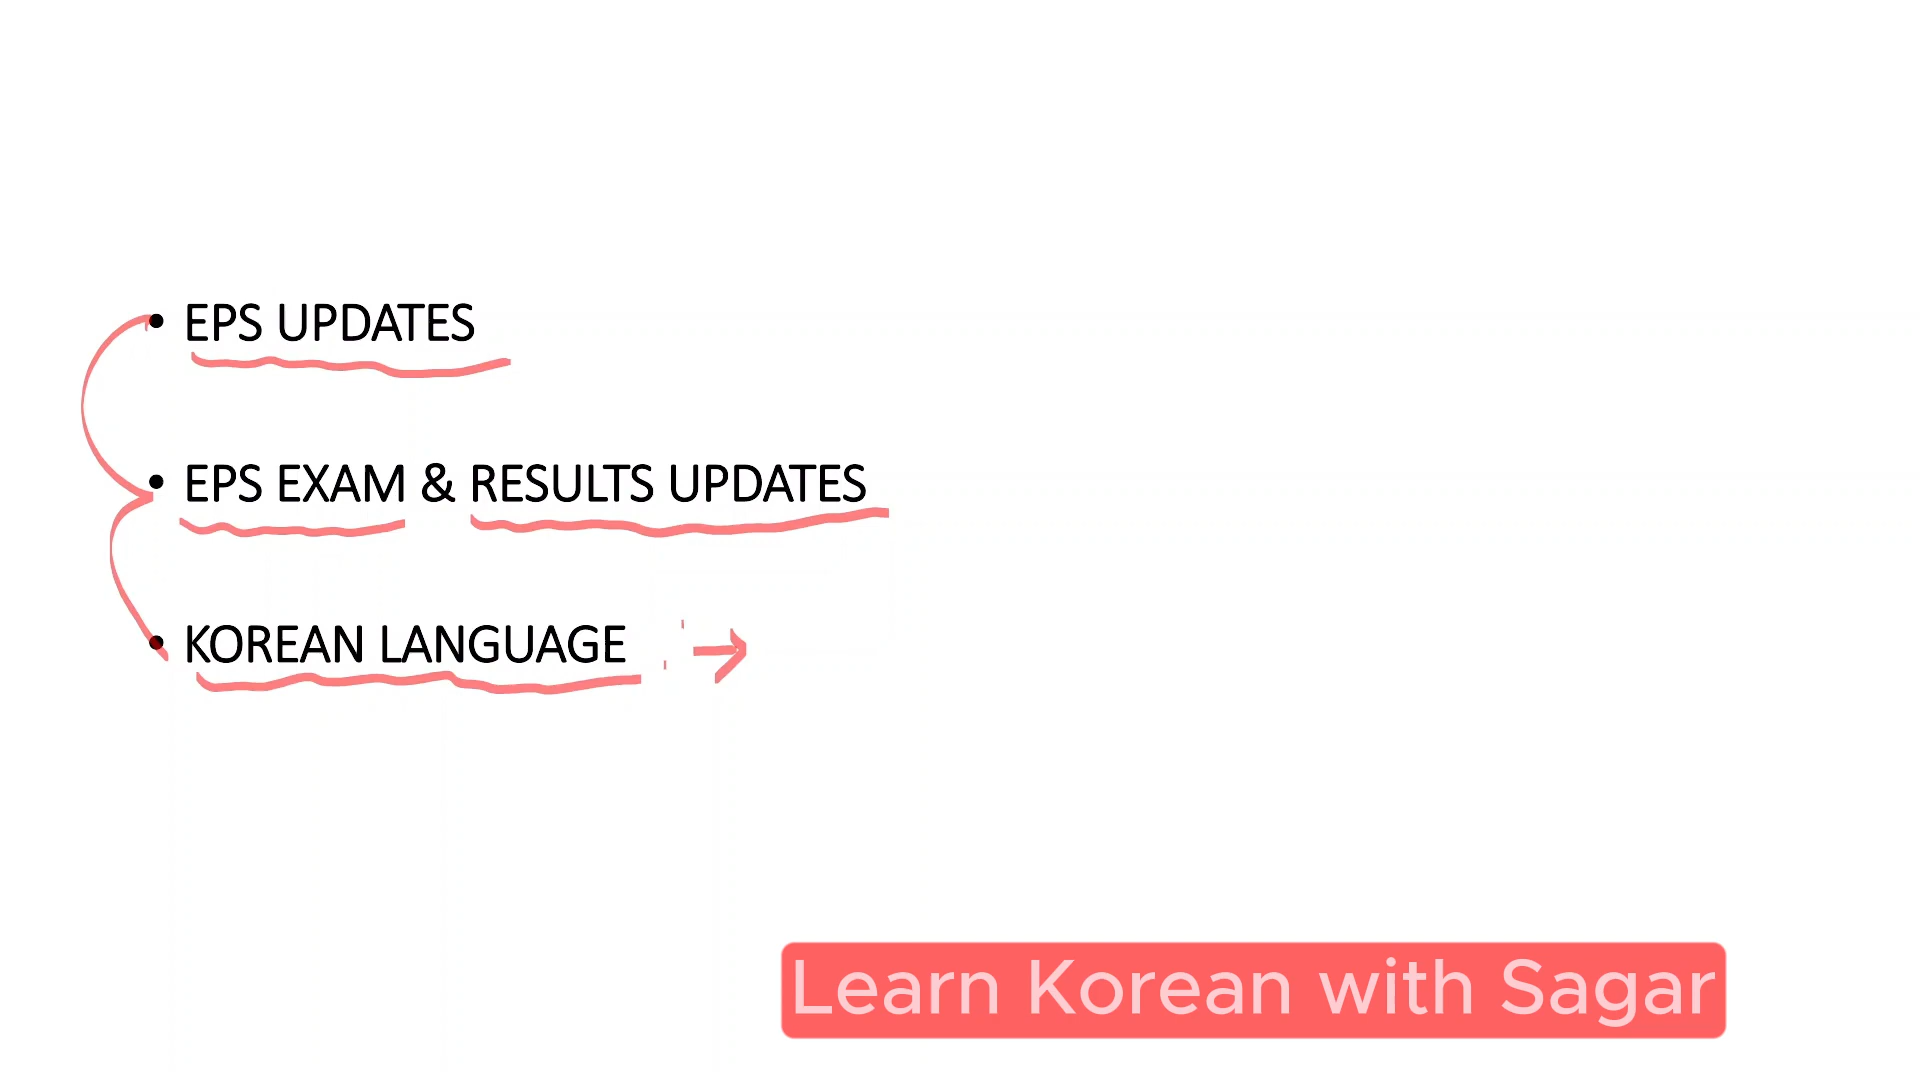 • EPS UPDATES
• EPS EXAM & RESULTS UPDATES
• KOREAN LANGUAGE
Learn Korean with Sagar